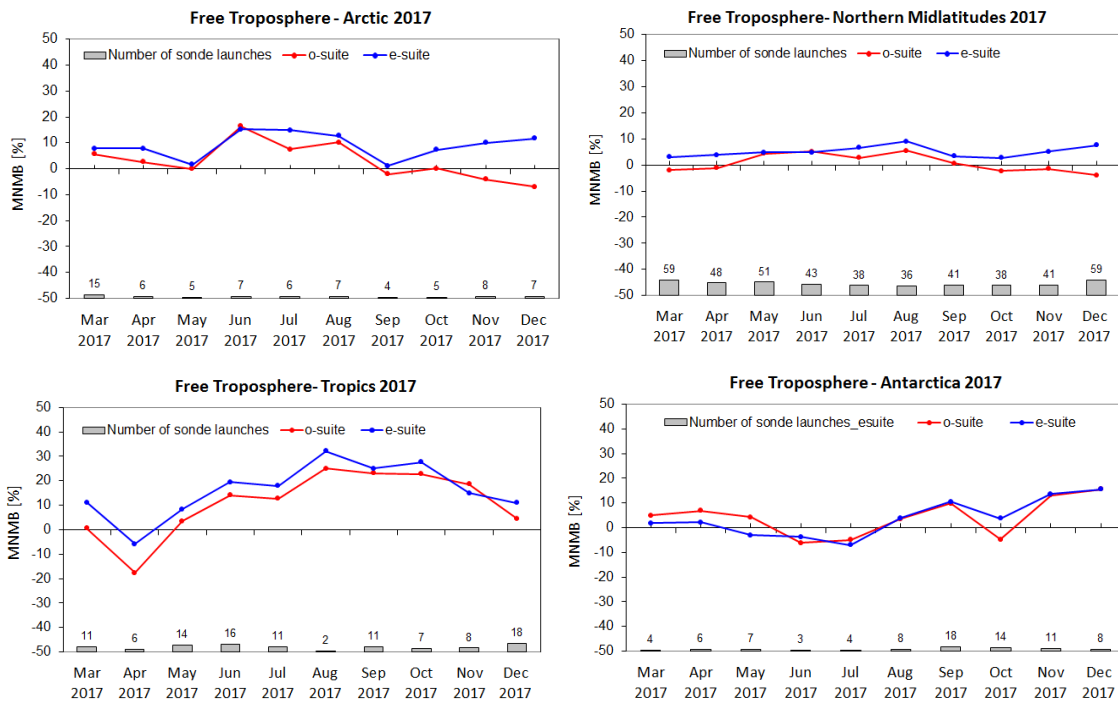 Free Troposphere - Arctic 2017
50
40
30
20
10
0
-10
-20
-30
-40
-50
MNMB [%]
Number of sonde launches o-suite e-suite
15 6 5 7 6 7 4 5 8 7
Mar Apr May Jun Jul Aug Sep Oct Nov Dec
2017 2017 2017 2017 2017 2017 2017 2017 2017 2017
Free Troposphere- Northern Midlatitudes 2017
50
40
30
20
10
0
-10
-20
-30
-40
-50
MNMB [%]
Number of sonde launches o-suite e-suite
59 48 51 43 38 36 41 38 41 59
Mar Apr May Jun Jul Aug Sep Oct Nov Dec
2017 2017 2017 2017 2017 2017 2017 2017 2017 2017
Free Troposphere- Tropics 2017
50
40
30
20
10
0
-10
-20
-30
-40
-50
MNMB [%]
Number of sonde launches o-suite e-suite
11 6 14 16 11 2 11 7 8 18
Mar Apr May Jun Jul Aug Sep Oct Nov Dec
2017 2017 2017 2017 2017 2017 2017 2017 2017 2017
Free Troposphere - Antarctica 2017
50
40
30
20
10
0
-10
-20
-30
-40
-50
MNMB [%]
Number of sonde launches_esuite o-suite e-suite
4 6 7 3 4 8 18 14 11 8
Mar Apr May Jun Jul Aug Sep Oct Nov Dec
2017 2017 2017 2017 2017 2017 2017 2017 2017 2017